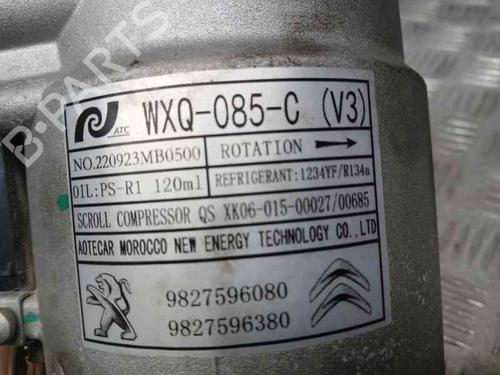 B-PARTS
ATC
WXQ-085-C (V3)
NO.220923MB0500 ROTATION
OIL:PS-R1 120ml REFRIGERANT:1234YF/R134a
SCROLL COMPRESSOR QS XK06-015-00027/00685
AOTECAR MOROCCO NEW ENERGY TECHNOLOGY CO.,LTD
9827596080
9827596380